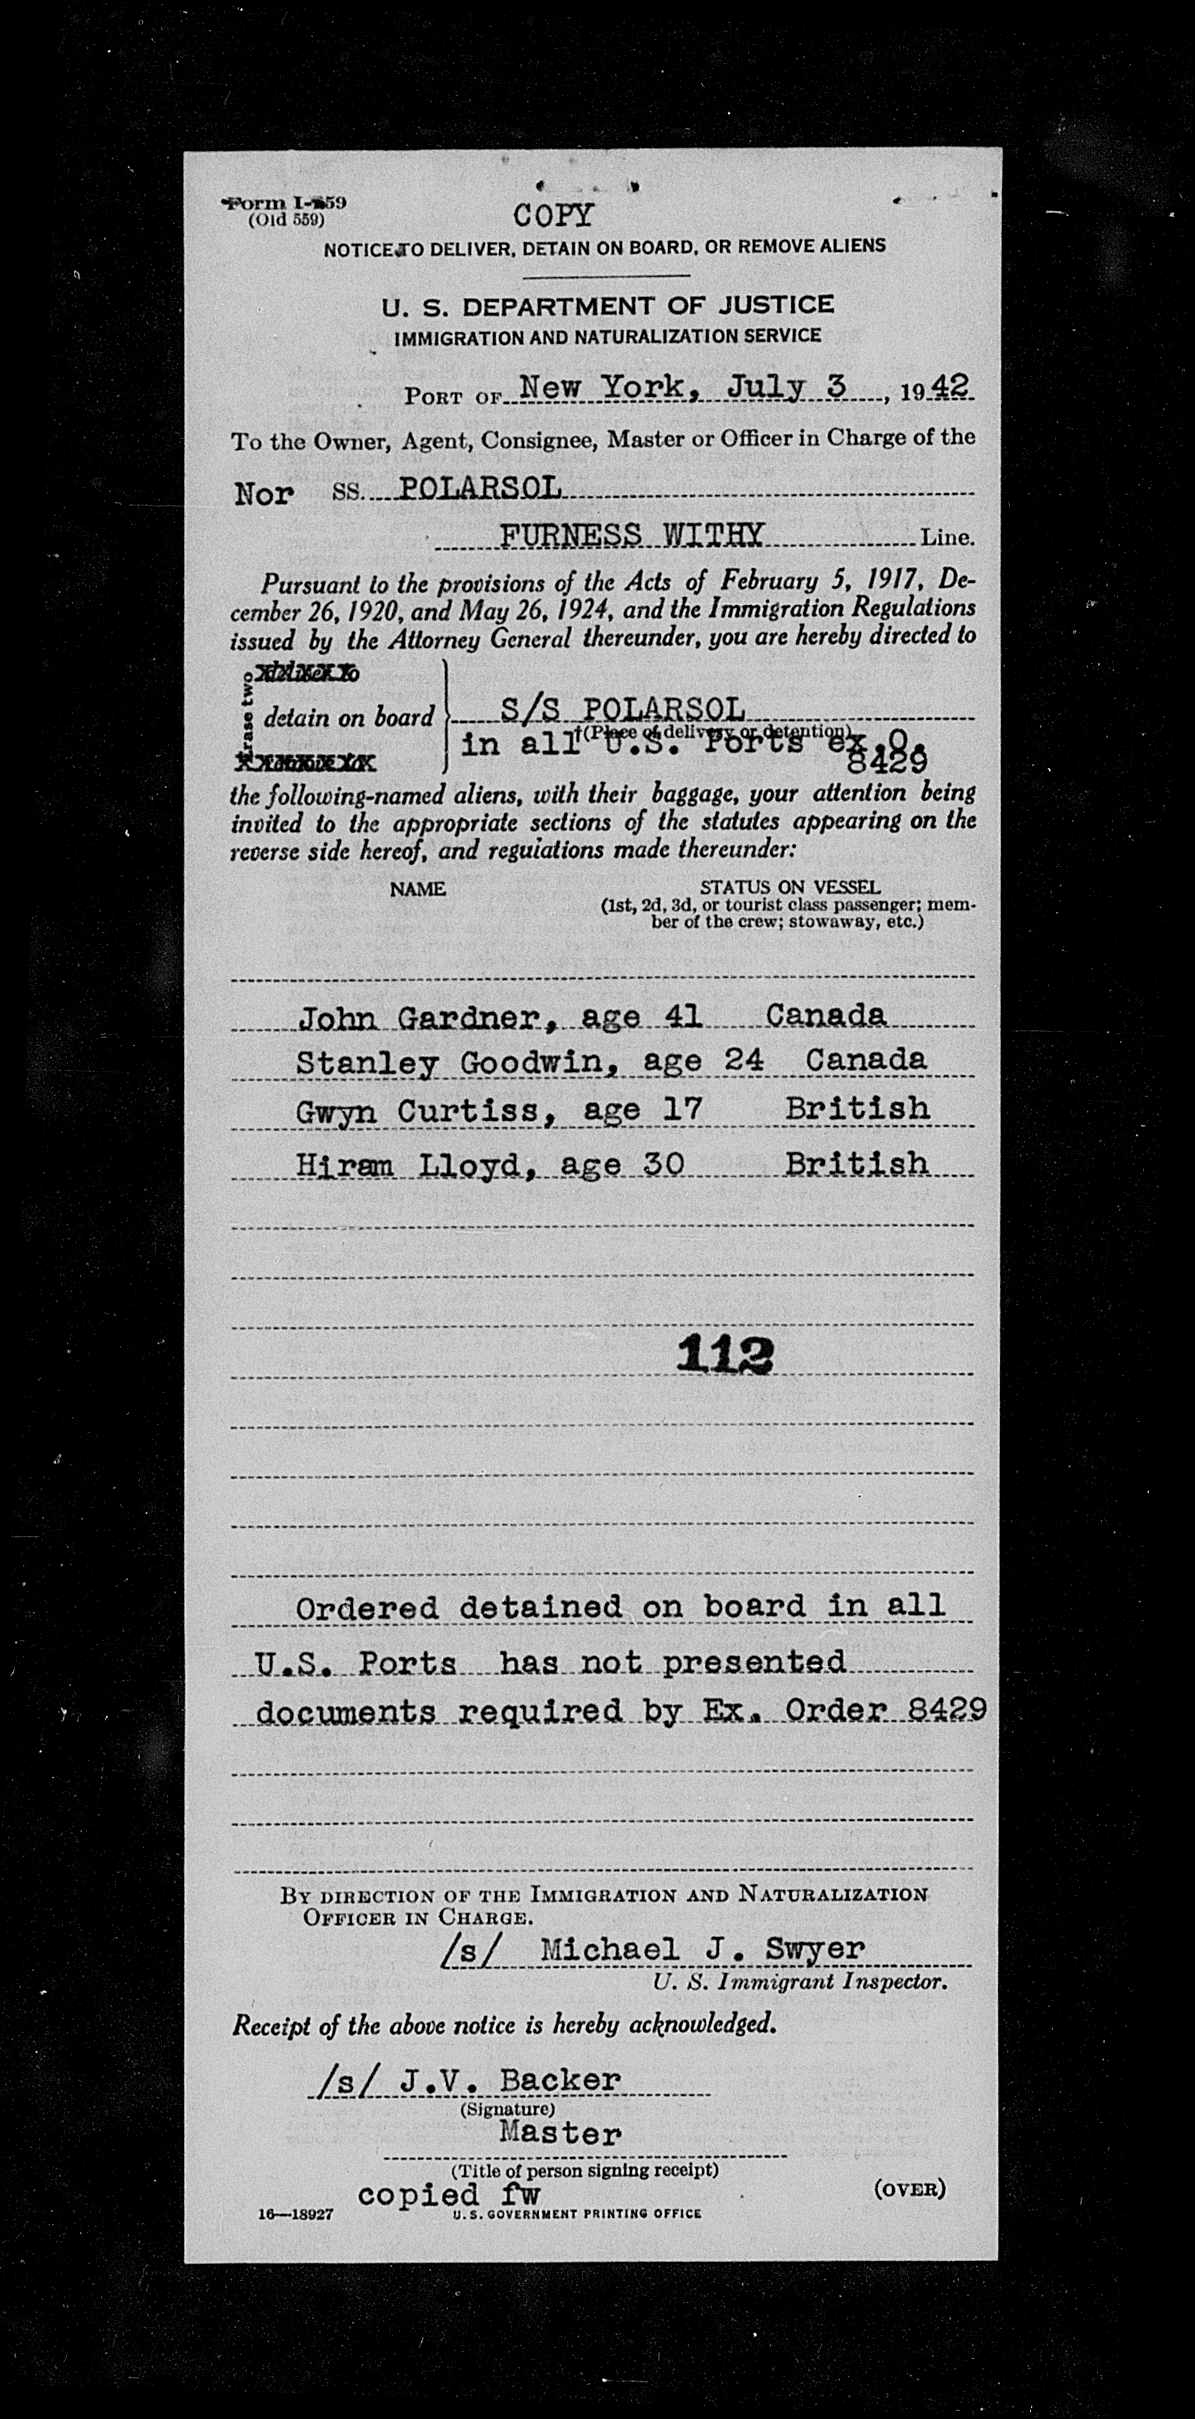 Form I-259
(Old 559)
COPY
NOTICE TO DELIVER, DETAIN ON BOARD, OR REMOVE ALIENS
U. S. DEPARTMENT OF JUSTICE
IMMIGRATION AND NATURALIZATION SERVICE
PORT OF New York, July 3, 1942
To the Owner, Agent, Consignee, Master or Officer in Charge of the
Nor SS. POLARSOL
FURNESS WITHY Line.
Pursuant to the provisions of the Acts of February 5, 1917, De-
cember 26, 1920, and May 26, 1924, and the Immigration Regulations
issued by the Attorney General thereunder, you are hereby directed to
Erase two
detain on board
S/S POLARSOL
†(Place of delivery or detention)
in all U.S. Ports ex.O.
8429
the following-named aliens, with their baggage, your attention being
invited to the appropriate sections of the statutes appearing on the
reverse side hereof, and regulations made thereunder:
NAME STATUS ON VESSEL
(1st, 2d, 3d, or tourist class passenger; mem-
ber of the crew; stowaway, etc.)
John Gardner, age 41 Canada
Stanley Goodwin, age 24 Canada
Gwyn Curtiss, age 17 British
Hiram Lloyd, age 30 British
112
Ordered detained on board in all
U.S. Ports has not presented
documents required by Ex. Order 8429
BY DIRECTION OF THE IMMIGRATION AND NATURALIZATION
OFFICER IN CHARGE.
/s/ Michael J. Swyer
U. S. Immigrant Inspector.
Receipt of the above notice is hereby acknowledged.
/s/ J.V. Backer
(Signature)
Master
(Title of person signing receipt)
copied fw
(OVER)
16—18927 U.S. GOVERNMENT PRINTING OFFICE